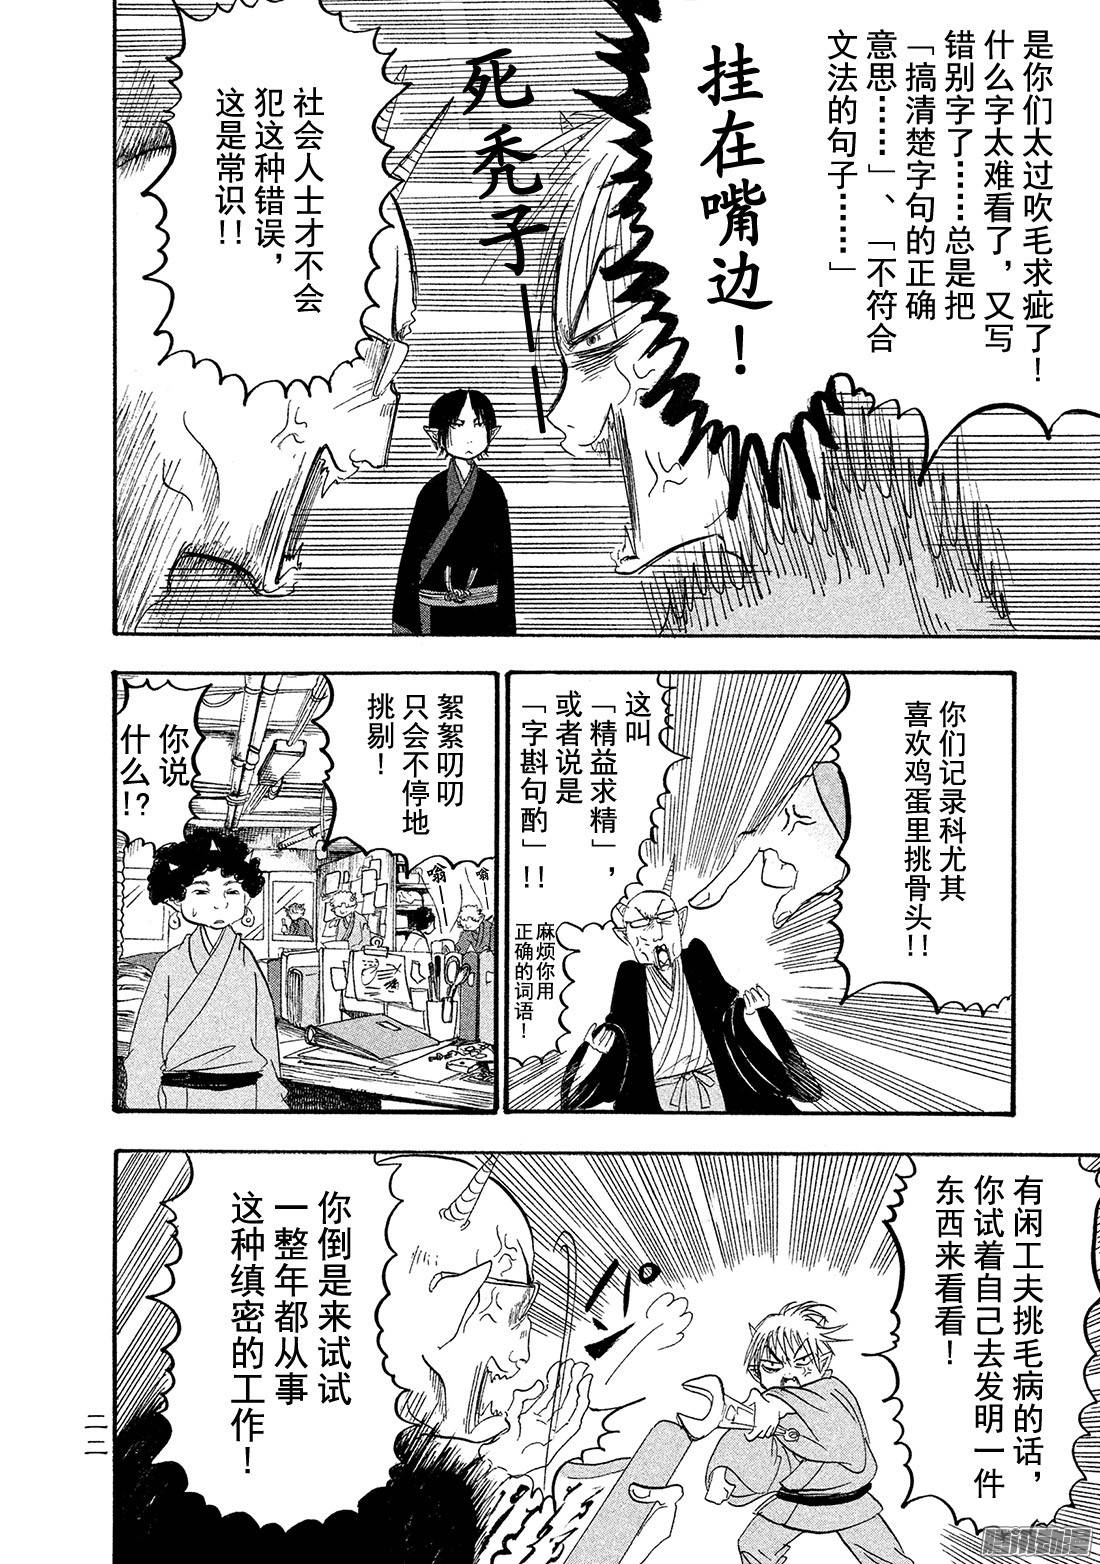 是你们太过吹毛求疵了！
什么字太难看了，又写
错别字了……总是把
「搞清楚字句的正确
意思……」、「不符合
文法的句子……」
挂在嘴边！
死秃子——
社会人士才不会
犯这种错误，
这是常识!!
你们记录科尤其
喜欢鸡蛋里挑骨头!!
这叫
「精益求精」，
或者说是
「字斟句酌」!!
麻烦你用
正确的词语！
絮絮叨叨
只会不停地
挑剔！
嗡
嗡
你说
什么!?
有闲工夫挑毛病的话，
你试着自己去发明一件
东西来看看！
バン
你倒是来试试
一整年都从事
这种缜密的工作！
二二
腾讯动漫